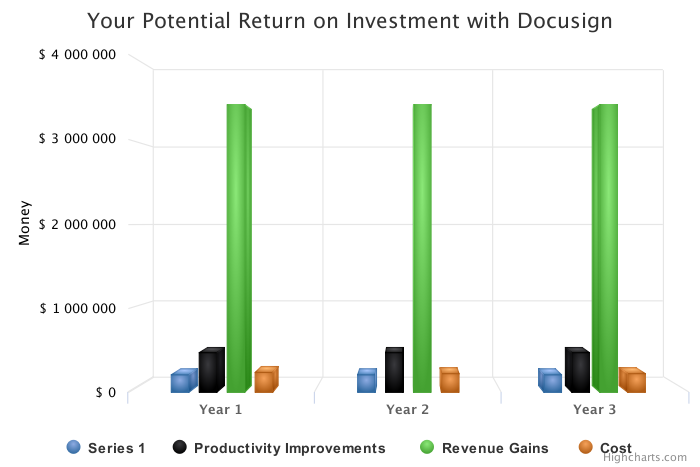 Your Potential Return on Investment with Docusign
$ 4 000 000
$ 3 000 000
$ 2 000 000
$ 1 000 000
$ 0
Money
Year 1
Year 2
Year 3
Series 1
Productivity Improvements
Revenue Gains
Cost
Highcharts.com